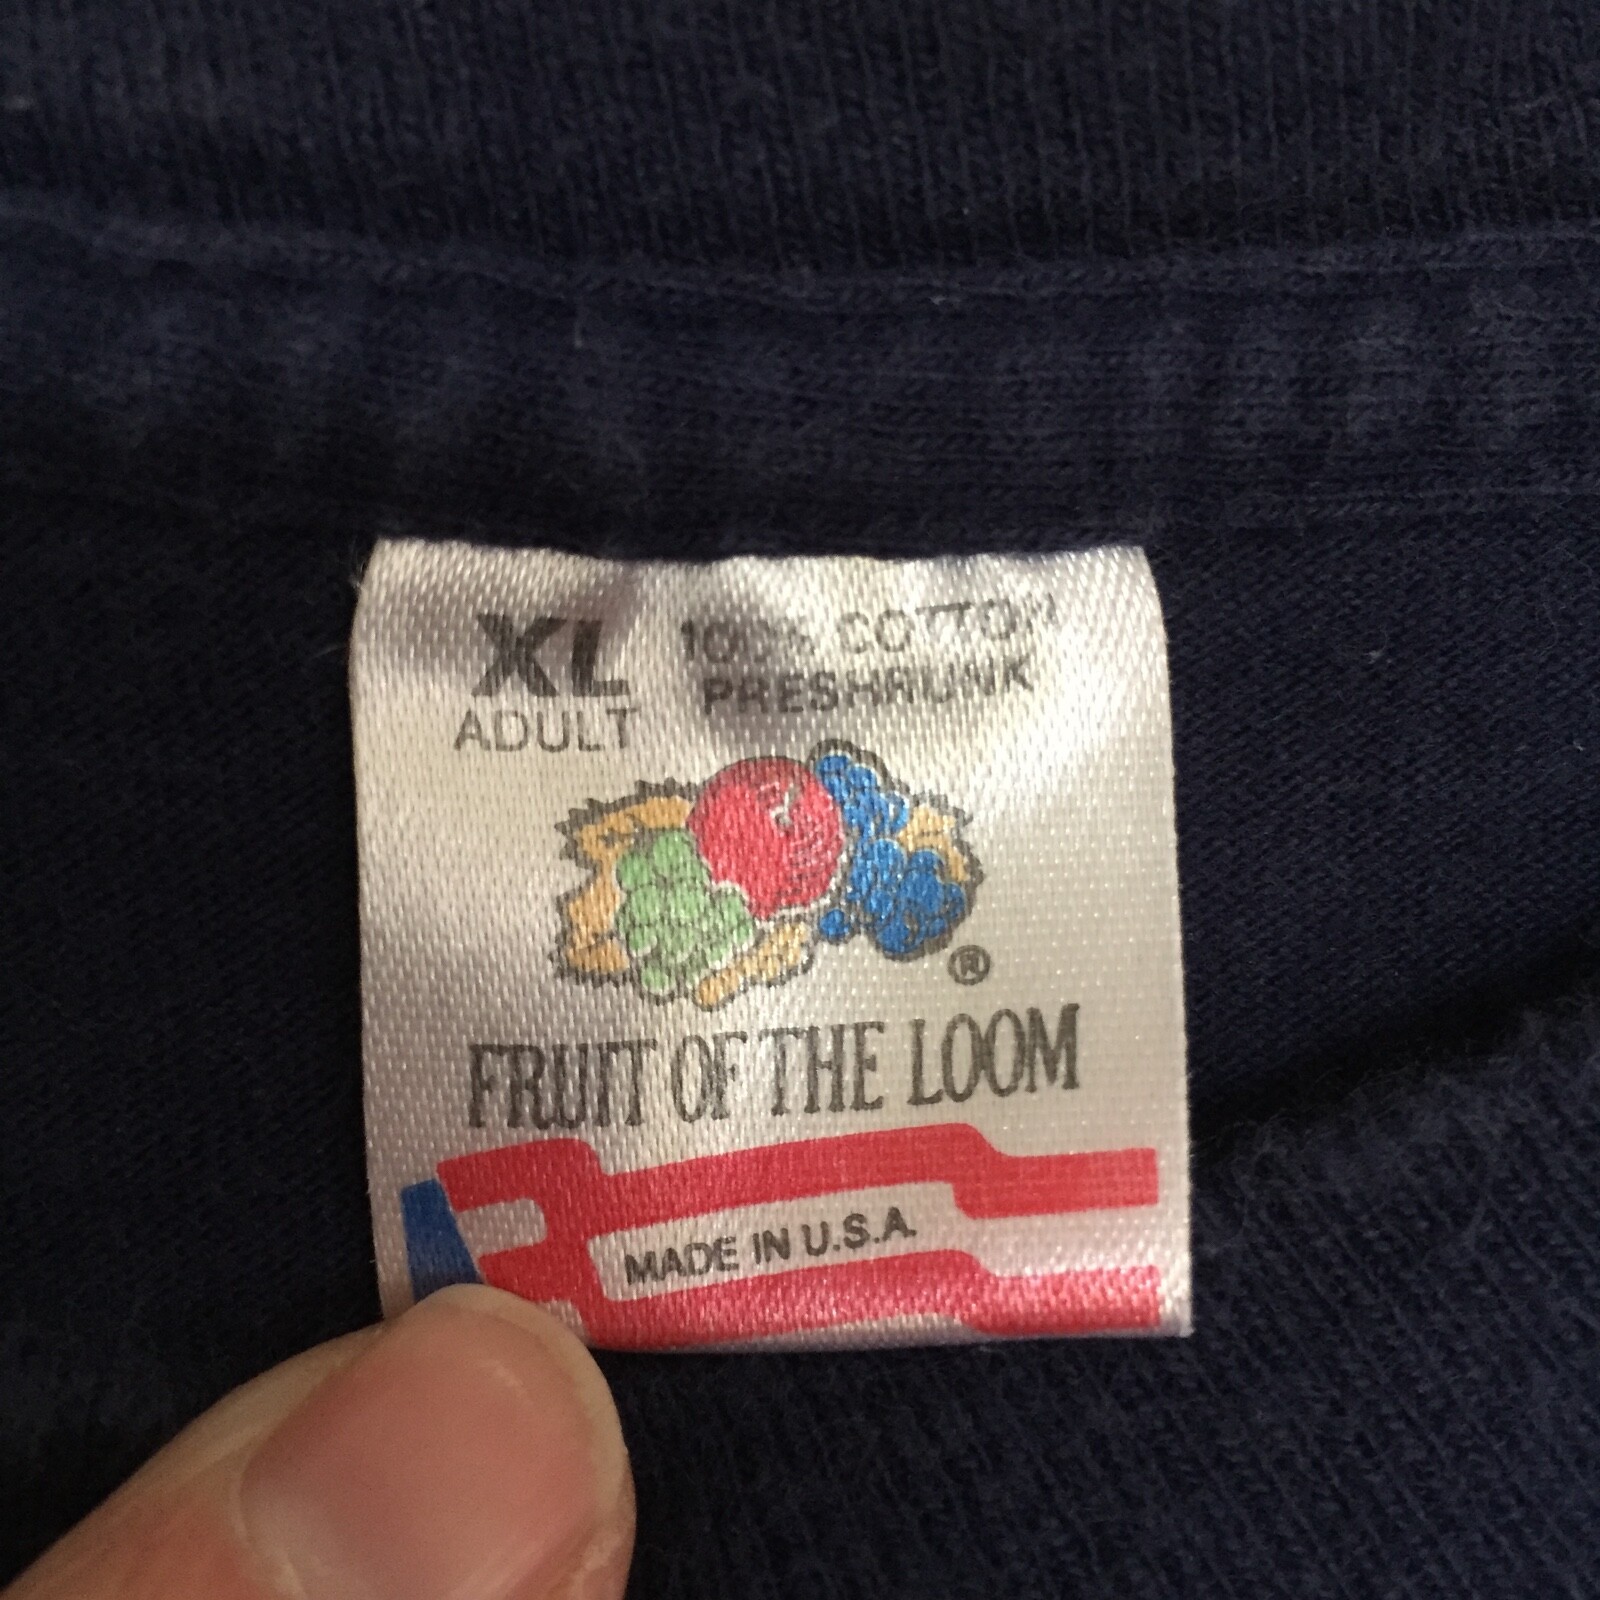 XL 100% COTTON
ADULT PRESHRUNK
®
FRUIT OF THE LOOM
MADE IN U.S.A.